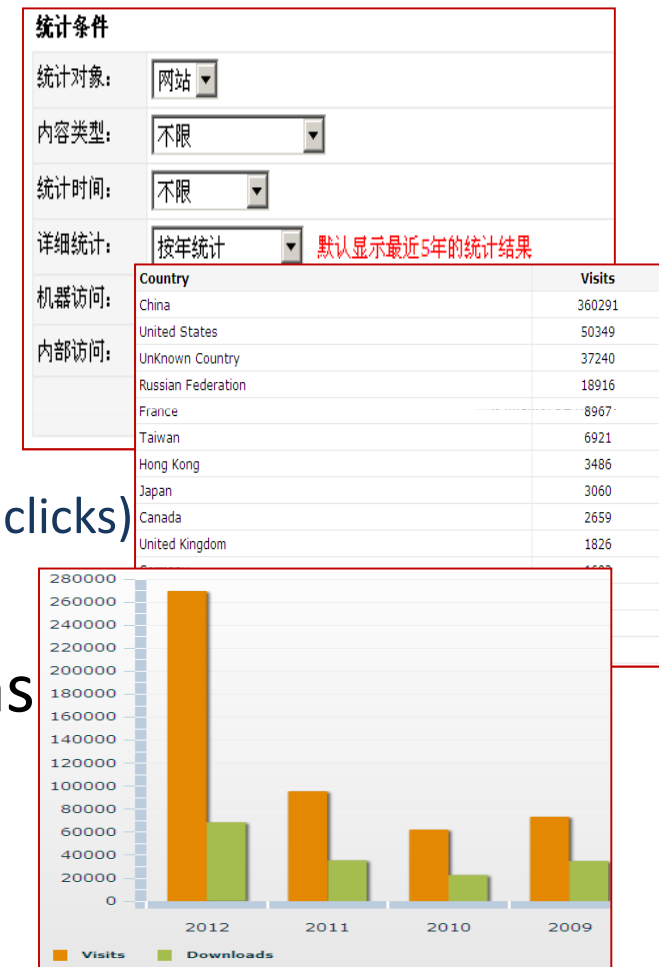 统计条件
统计对象: 网站
内容类型: 不限
统计时间: 不限
详细统计: 按年统计 默认显示最近5年的统计结果
机器访问:
内部访问:
Country Visits
China 360291
United States 50349
UnKnown Country 37240
Russian Federation 18916
France 8967
Taiwan 6921
Hong Kong 3486
Japan 3060
Canada 2659
United Kingdom 1826
clicks)
280000
260000
240000
220000
200000
180000
160000
140000
120000
100000
80000
60000
40000
20000
0
2012 2011 2010 2009
Visits Downloads